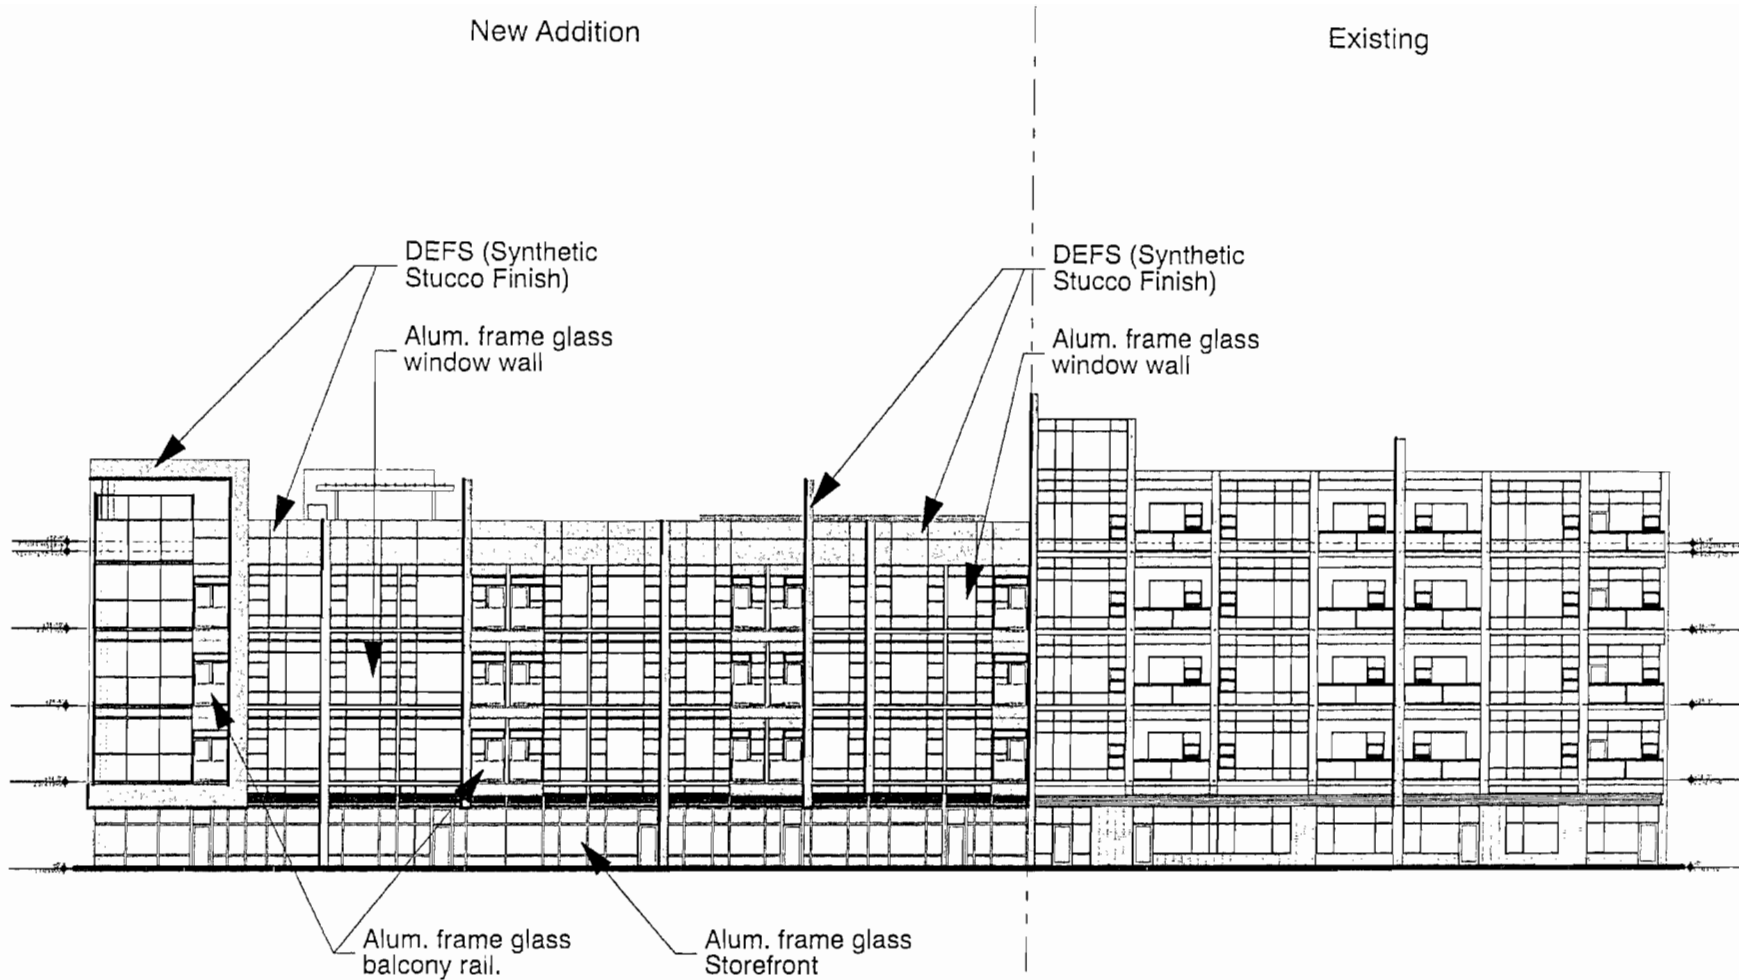 New Addition
Existing
DEFS (Synthetic
Stucco Finish)
DEFS (Synthetic
Stucco Finish)
Alum. frame glass
window wall
Alum. frame glass
window wall
Alum. frame glass
balcony rail.
Alum. frame glass
Storefront